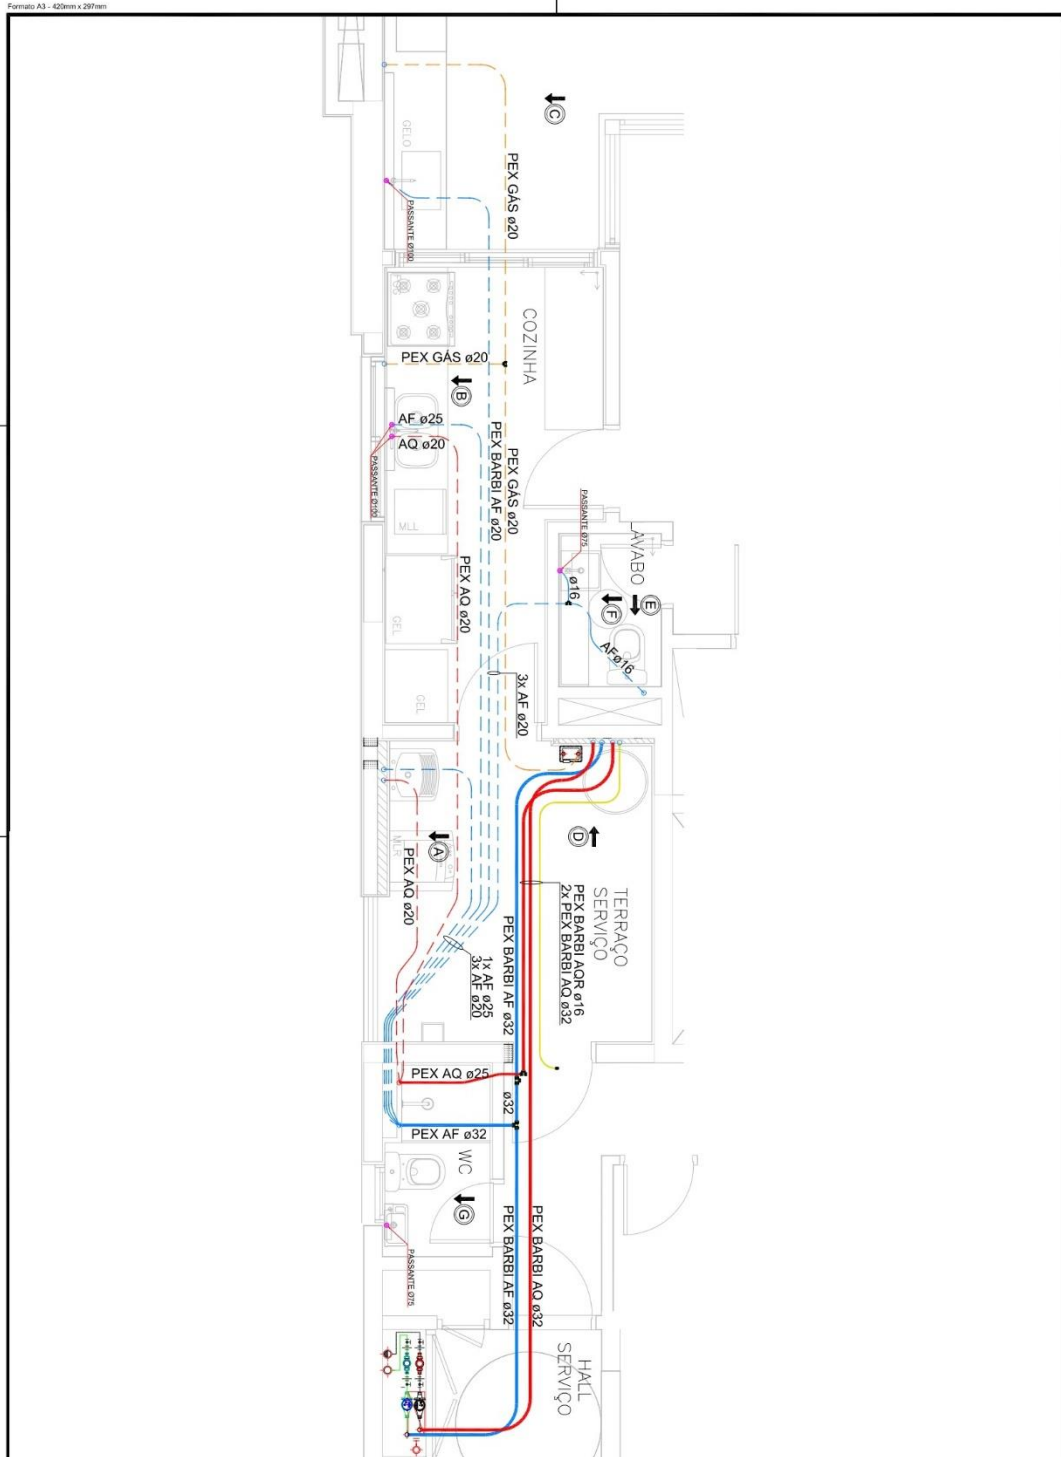 Formato A3 - 420mm x 297mm
C
GELO
PEX GÁS ø20
PASSANTE Ø100
COZINHA
PEX GÁS ø20
B
AF ø25
AQ ø20
PASSANTE Ø100
MLL
PEX BARBI AF ø20
PEX GÁS ø20
PASSANTE Ø75
LAVABO
ø16
E
F
AFø16
PEX AQ ø20
GEL
GEL
3x AF ø20
D
A
MLR
PEX AQ ø20
TERRAÇO
SERVIÇO
PEX BARBI AQR ø16
2x PEX BARBI AQ ø32
PEX BARBI AF ø32
1x AF ø25
3x AF ø20
PEX AQ ø25
ø32
PEX AF ø32
WC
G
PASSANTE Ø75
PEX BARBI AF ø32
PEX BARBI AQ ø32
HALL
SERVIÇO